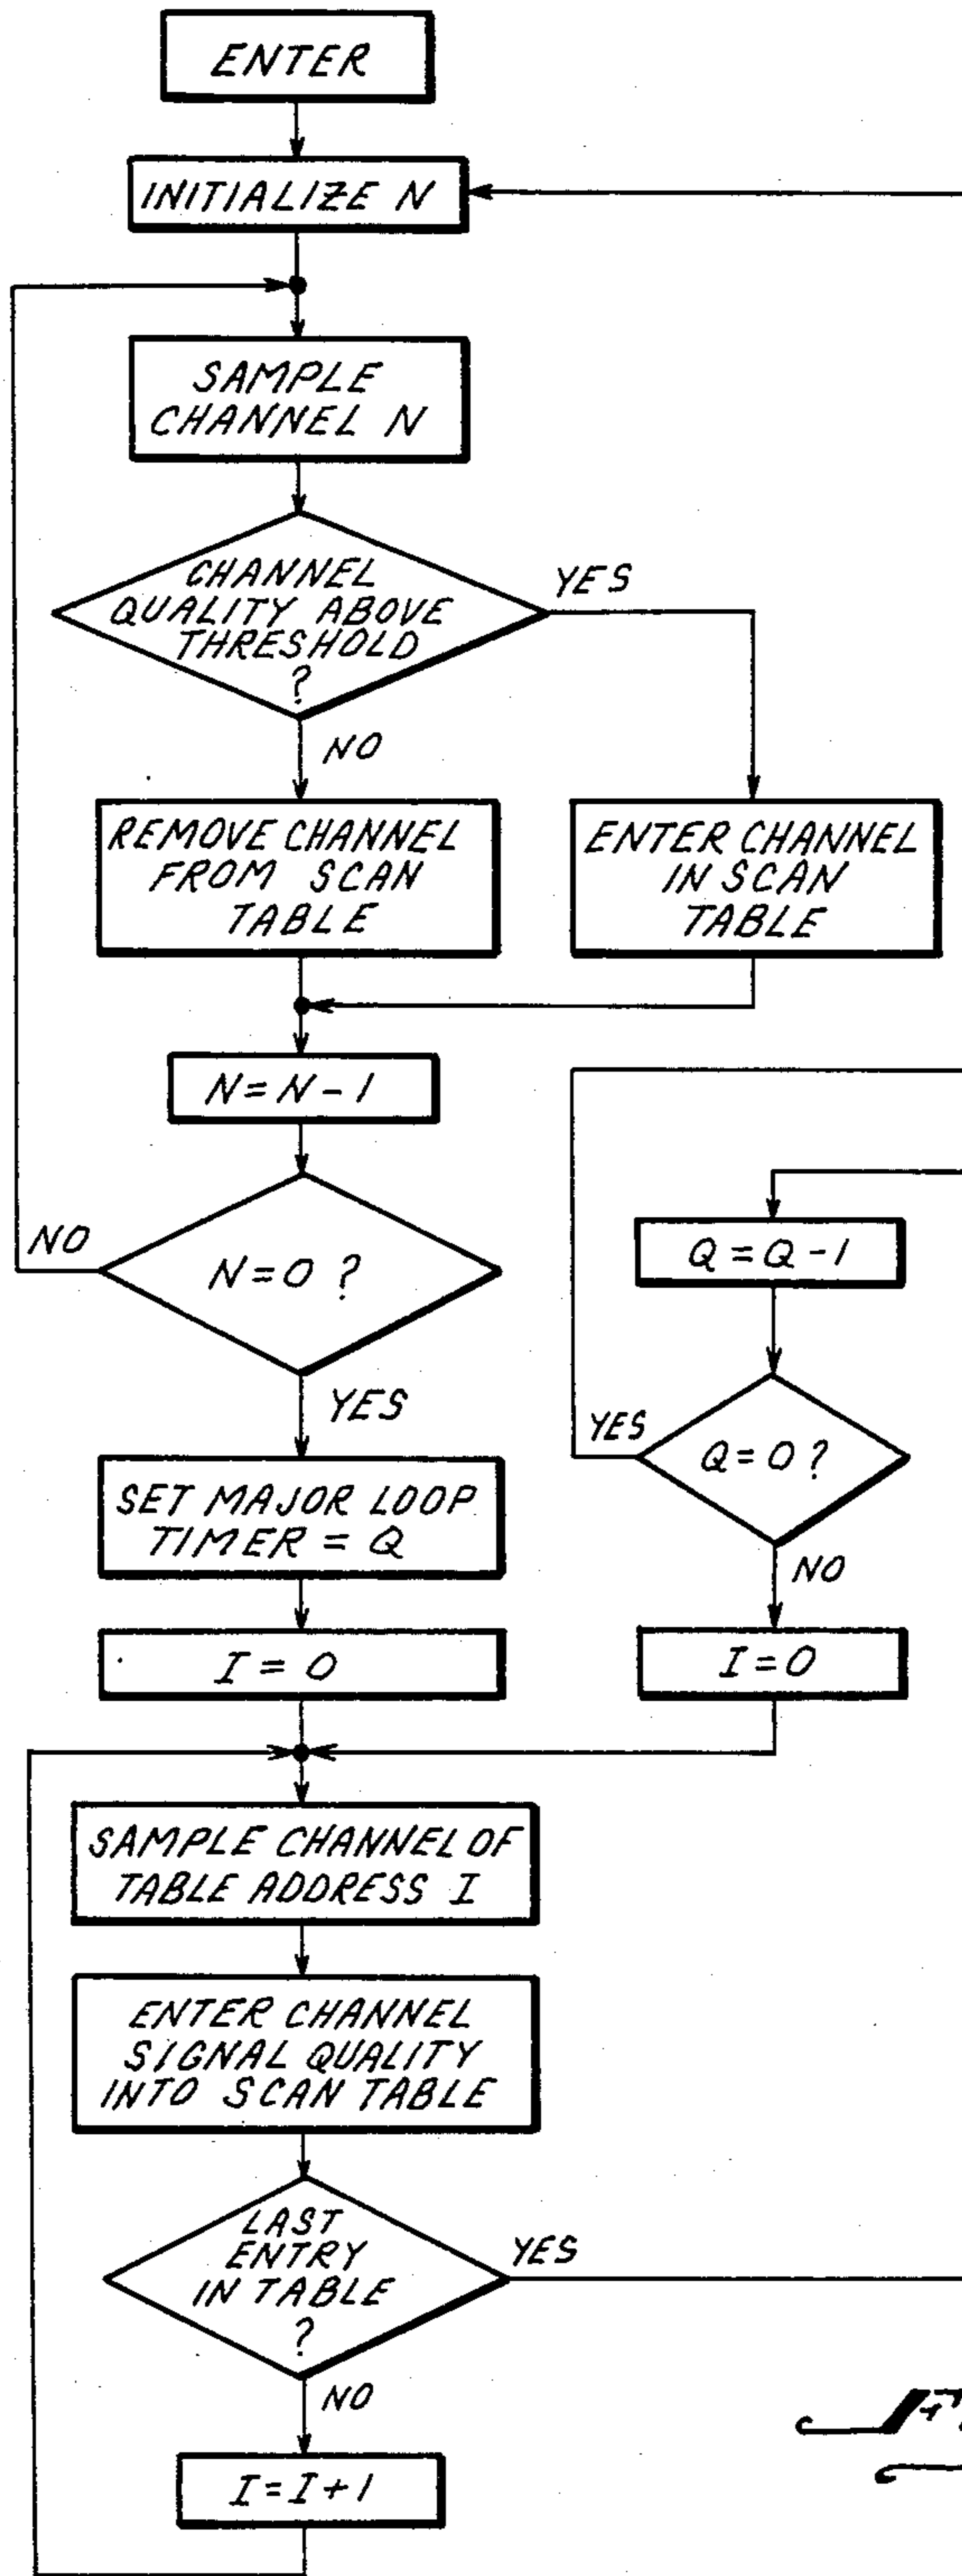 ENTER
INITIALIZE N
SAMPLE
CHANNEL N
CHANNEL
QUALITY ABOVE
THRESHOLD
?
YES
NO
REMOVE CHANNEL
FROM SCAN
TABLE
ENTER CHANNEL
IN SCAN
TABLE
N = N - 1
NO
N = 0 ?
YES
Q = Q - 1
YES
Q = 0 ?
NO
SET MAJOR LOOP
TIMER = Q
I = 0
I = 0
SAMPLE CHANNEL OF
TABLE ADDRESS I
ENTER CHANNEL
SIGNAL QUALITY
INTO SCAN TABLE
LAST
ENTRY
IN TABLE
?
YES
NO
I = I + 1